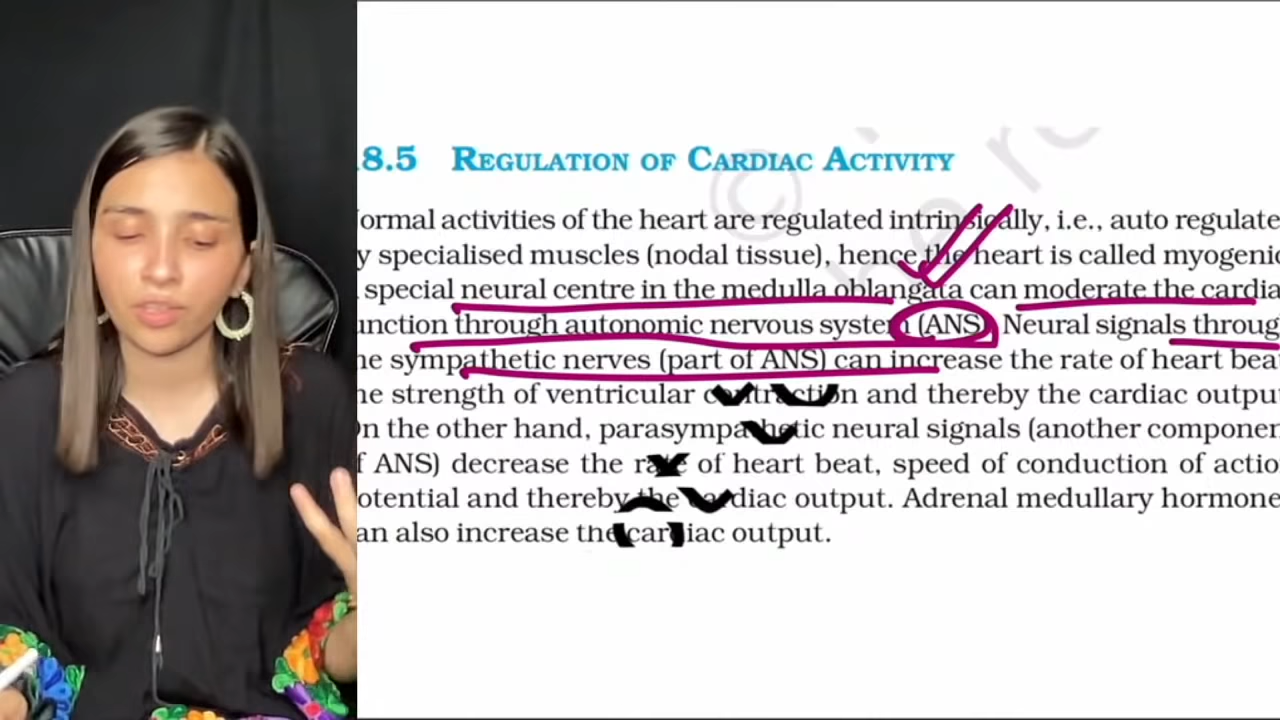 18.5 REGULATION OF CARDIAC ACTIVITY
ormal activities of the heart are regulated intrinsically, i.e., auto regulate
y specialised muscles (nodal tissue), hence the heart is called myogenic
special neural centre in the medulla oblangata can moderate the cardia
unction through autonomic nervous system (ANS). Neural signals through
he sympathetic nerves (part of ANS) can increase the rate of heart beat
he strength of ventricular contraction and thereby the cardiac output
On the other hand, parasympathetic neural signals (another componen
f ANS) decrease the rate of heart beat, speed of conduction of actio
otential and thereby the cardiac output. Adrenal medullary hormone
an also increase the cardiac output.